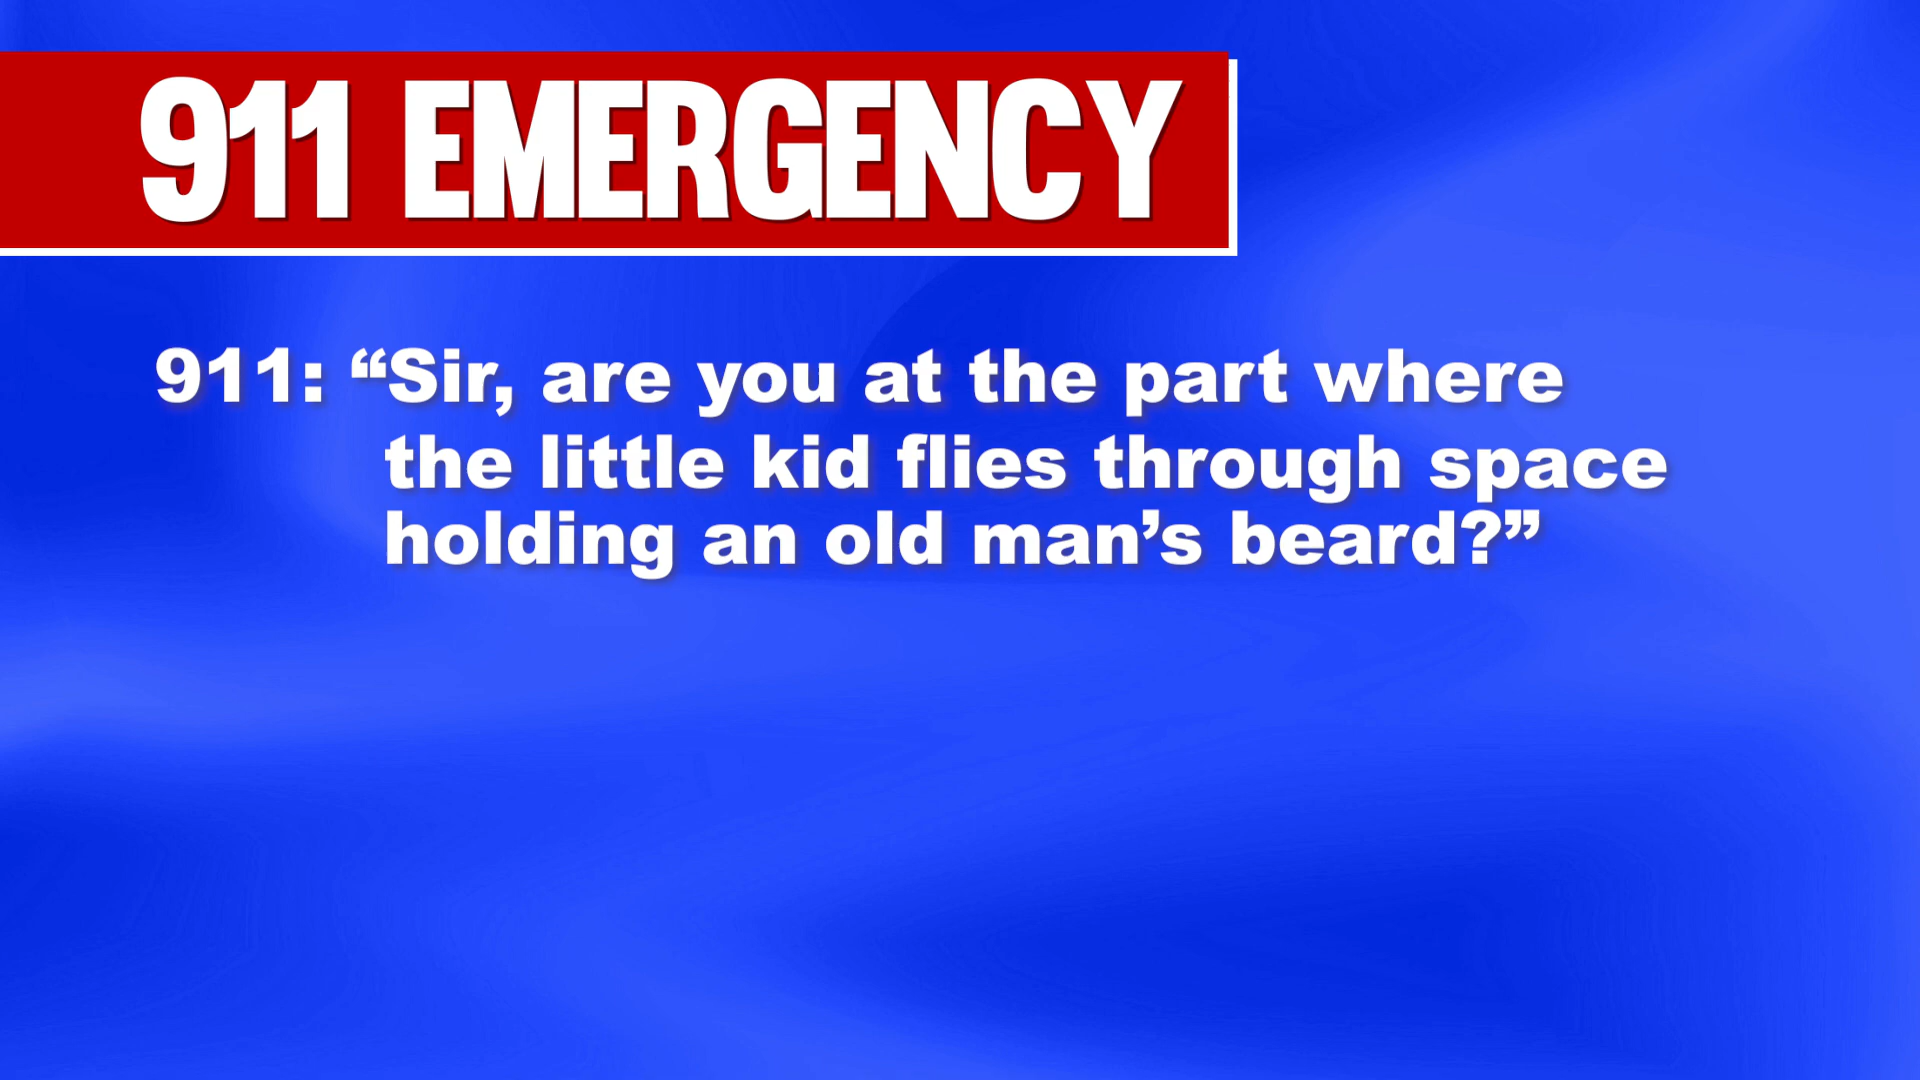 911 EMERGENCY
911: “Sir, are you at the part where
the little kid flies through space
holding an old man’s beard?”